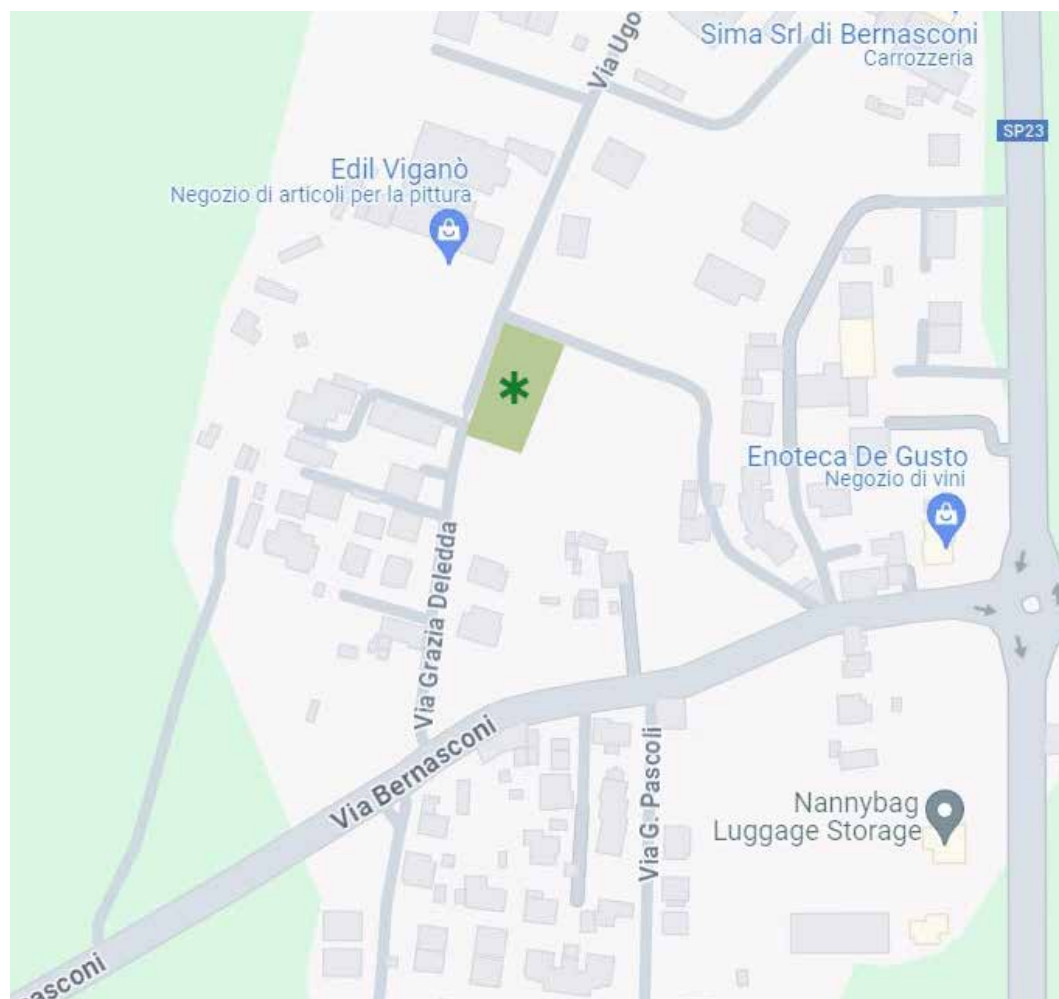 Sima Srl di Bernasconi
Carrozzeria
Via Ugo
SP23
Edil Viganò
Negozio di articoli per la pittura
Enoteca De Gusto
Negozio di vini
Via Grazia Deledda
Via Bernasconi
Via G. Pascoli
Nannybag
Luggage Storage
asconi